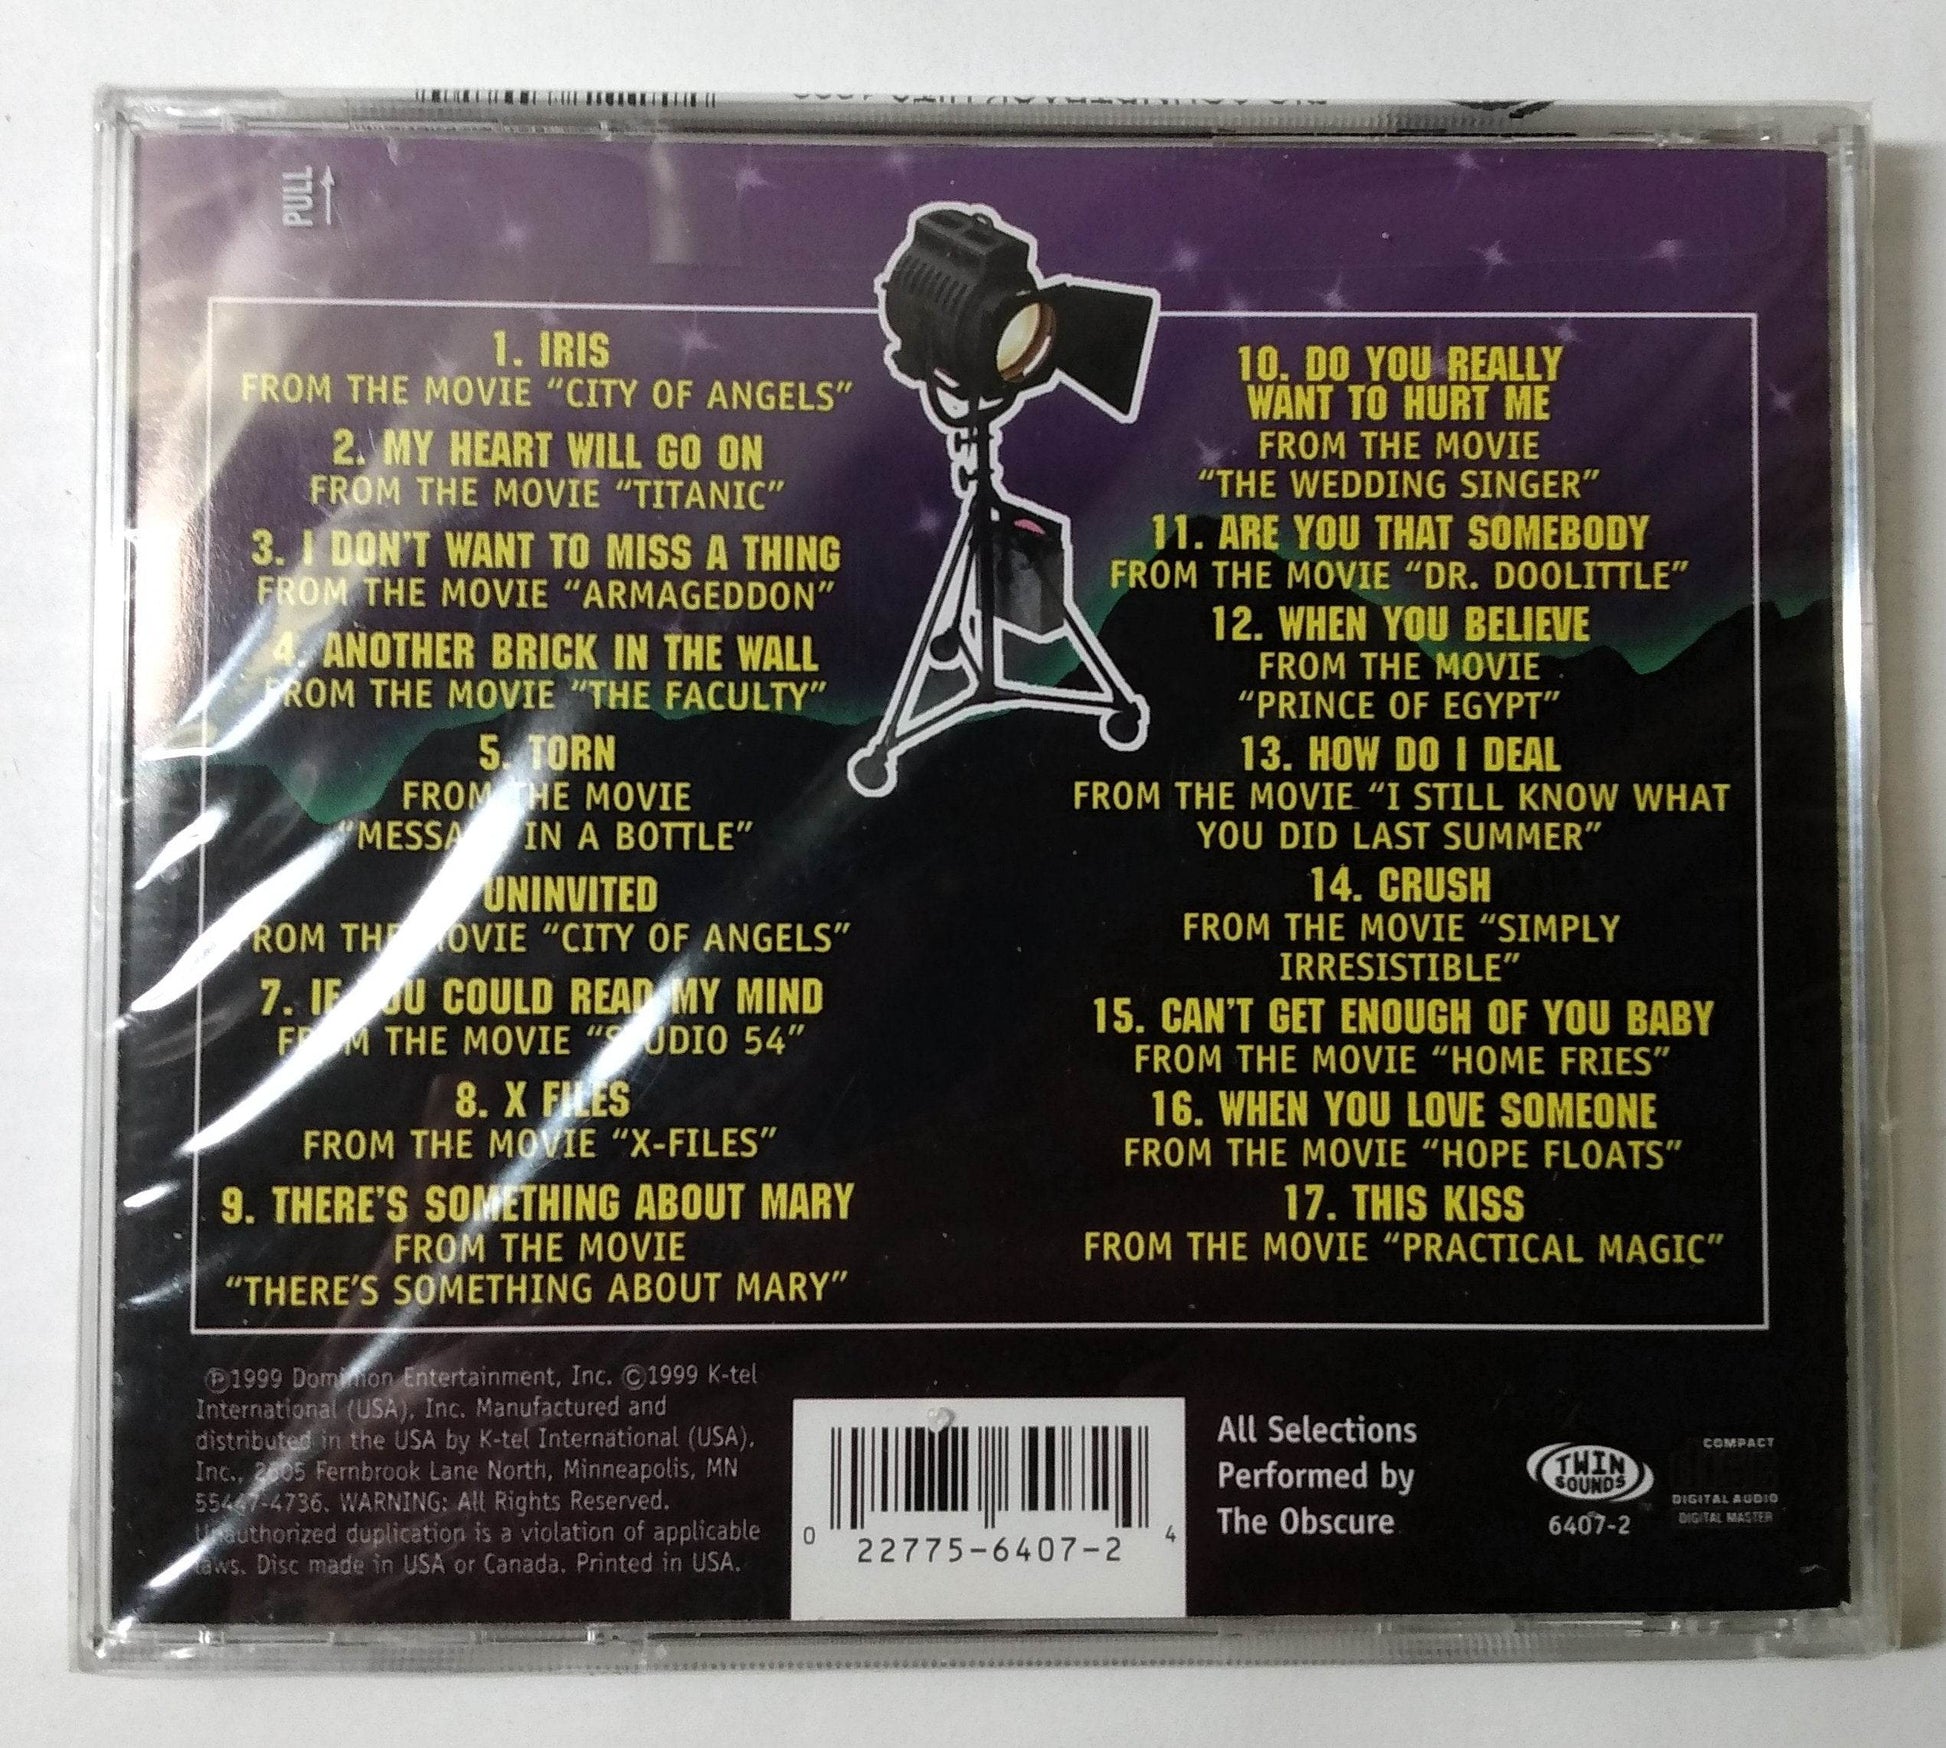 PULL
1. IRIS
FROM THE MOVIE “CITY OF ANGELS”
2. MY HEART WILL GO ON
FROM THE MOVIE “TITANIC”
3. I DON'T WANT TO MISS A THING
FROM THE MOVIE “ARMAGEDDON”
4. ANOTHER BRICK IN THE WALL
FROM THE MOVIE “THE FACULTY”
5. TORN
FROM THE MOVIE
“MESSAGE IN A BOTTLE”
UNINVITED
FROM THE MOVIE “CITY OF ANGELS”
7. IF YOU COULD READ MY MIND
FROM THE MOVIE “STUDIO 54”
8. X FILES
FROM THE MOVIE “X-FILES”
9. THERE'S SOMETHING ABOUT MARY
FROM THE MOVIE
“THERE'S SOMETHING ABOUT MARY”
10. DO YOU REALLY
WANT TO HURT ME
FROM THE MOVIE
“THE WEDDING SINGER”
11. ARE YOU THAT SOMEBODY
FROM THE MOVIE “DR. DOOLITTLE”
12. WHEN YOU BELIEVE
FROM THE MOVIE
“PRINCE OF EGYPT”
13. HOW DO I DEAL
FROM THE MOVIE “I STILL KNOW WHAT
YOU DID LAST SUMMER”
14. CRUSH
FROM THE MOVIE “SIMPLY
IRRESISTIBLE”
15. CAN'T GET ENOUGH OF YOU BABY
FROM THE MOVIE “HOME FRIES”
16. WHEN YOU LOVE SOMEONE
FROM THE MOVIE “HOPE FLOATS”
17. THIS KISS
FROM THE MOVIE “PRACTICAL MAGIC”
℗1999 Dominion Entertainment, Inc. ©1999 K-tel
International (USA), Inc. Manufactured and
distributed in the USA by K-tel International (USA),
Inc., 2605 Fernbrook Lane North, Minneapolis, MN
55447-4736. WARNING: All Rights Reserved.
Unauthorized duplication is a violation of applicable
laws. Disc made in USA or Canada. Printed in USA.
0 22775-6407-2 4
All Selections
Performed by
The Obscure
TWIN
SOUNDS
6407-2
COMPACT
DIGITAL AUDIO
DIGITAL MASTER